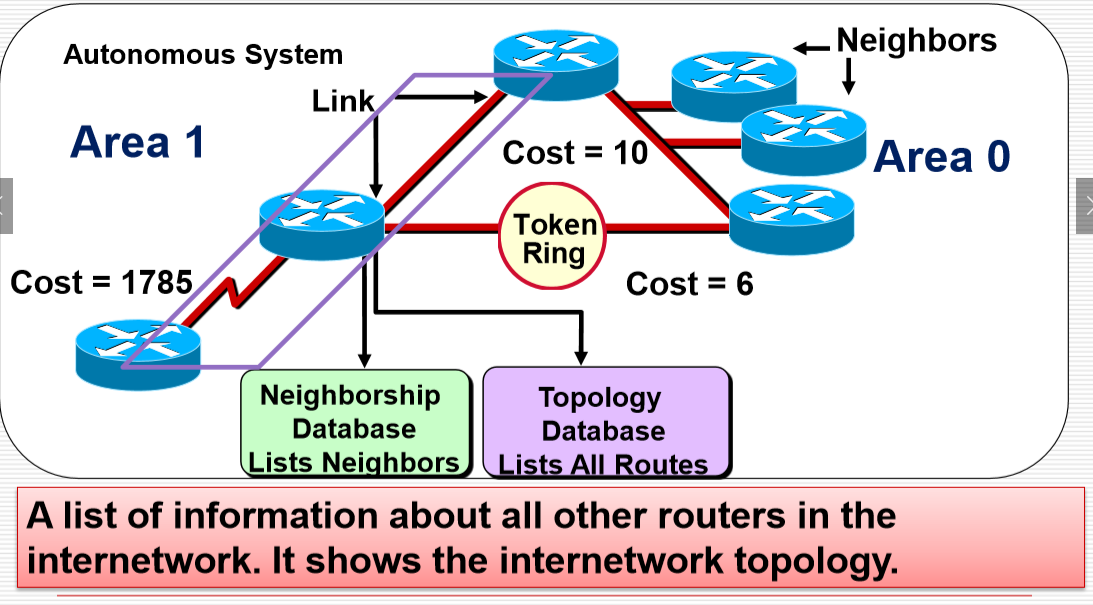 Autonomous System
Neighbors
Link
Area 1
Cost = 10
Area 0
Token
Ring
Cost = 1785
Cost = 6
Neighborship
Database
Lists Neighbors
Topology
Database
Lists All Routes
A list of information about all other routers in the
internetwork. It shows the internetwork topology.